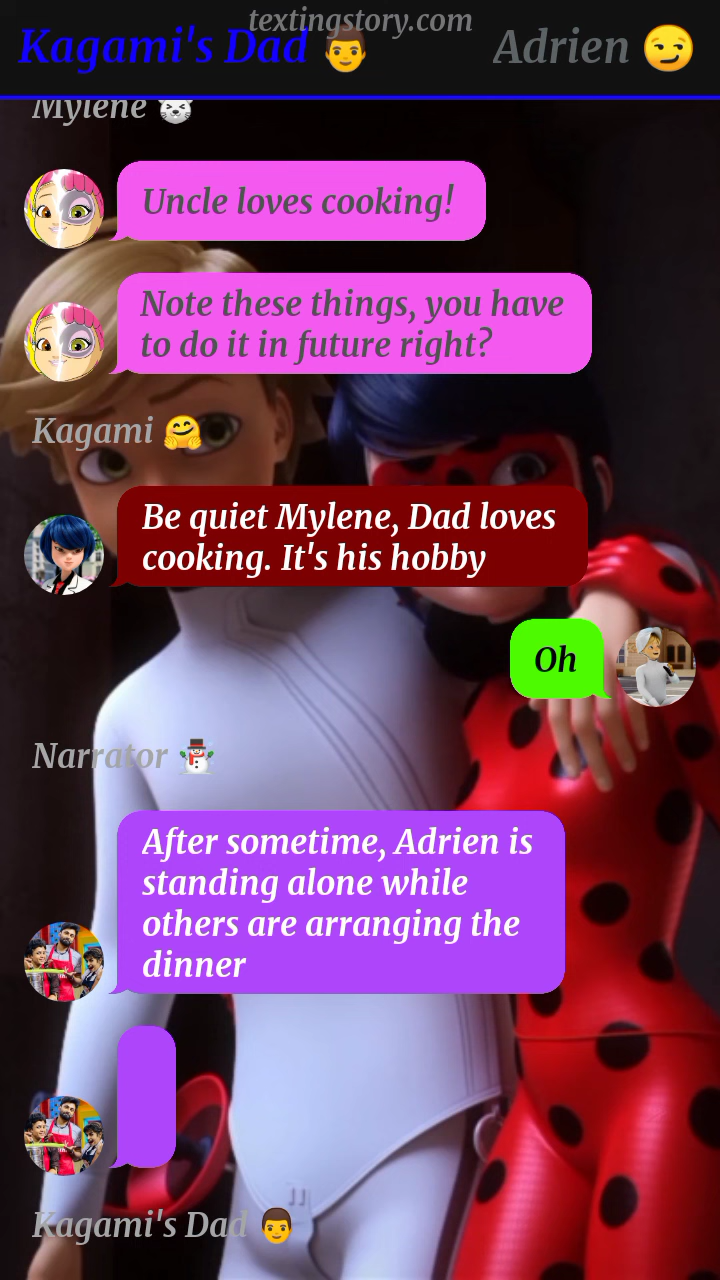 textingstory.com
Kagami's Dad 👨 Adrien 😏
Mylene 🐻‍❄️
Uncle loves cooking!
Note these things, you have
to do it in future right?
Kagami 🤗
Be quiet Mylene, Dad loves
cooking. It's his hobby
Oh
Narrator ⛄
After sometime, Adrien is
standing alone while
others are arranging the
dinner
Kagami's Dad 👨